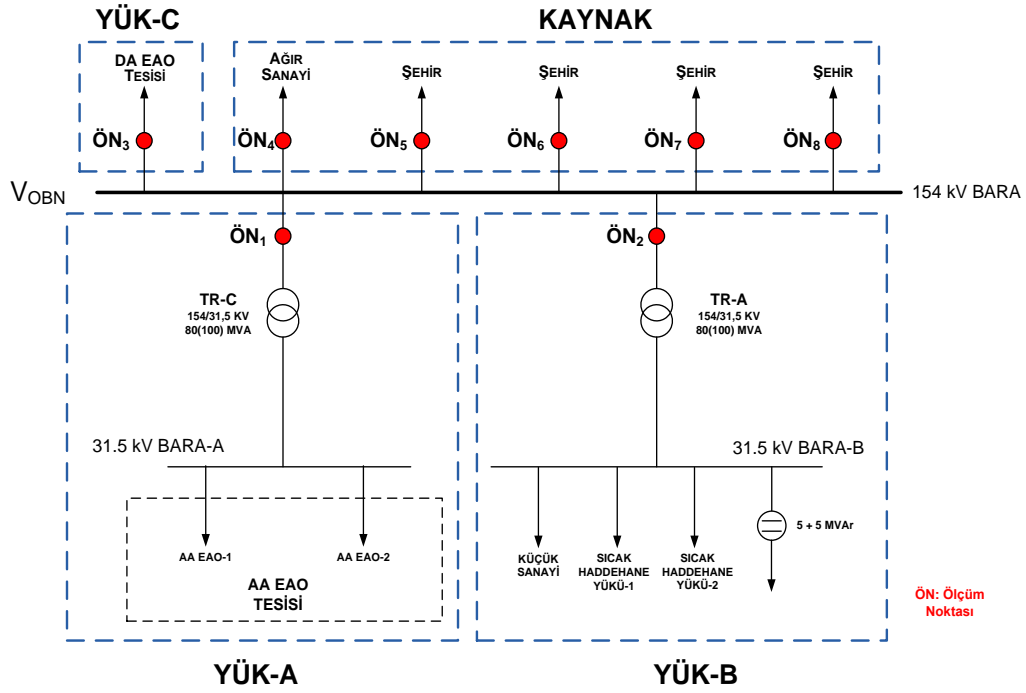 YÜK-C
KAYNAK
DA EAO
TESİSİ
AĞIR
SANAYİ
ŞEHİR
ŞEHİR
ŞEHİR
ŞEHİR
ÖN3
ÖN4
ÖN5
ÖN6
ÖN7
ÖN8
VOBN
154 kV BARA
ÖN1
ÖN2
TR-C
154/31,5 KV
80(100) MVA
TR-A
154/31,5 KV
80(100) MVA
31.5 kV BARA-A
31.5 kV BARA-B
5 + 5 MVAr
AA EAO-1
AA EAO-2
AA EAO
TESİSİ
KÜÇÜK
SANAYİ
SICAK
HADDEHANE
YÜKÜ-1
SICAK
HADDEHANE
YÜKÜ-2
ÖN: Ölçüm
Noktası
YÜK-A
YÜK-B